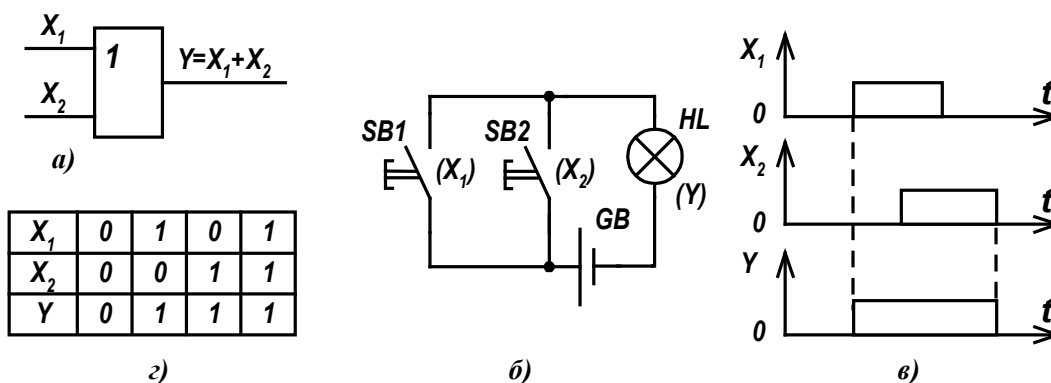 X₁
1
Y=X₁+X₂
X₂
а)
X₁ 0 1 0 1
X₂ 0 0 1 1
Y 0 1 1 1
г)
SB1
(X₁)
SB2
(X₂)
HL
(Y)
GB
б)
X₁
t
0
X₂
t
0
Y
t
0
в)